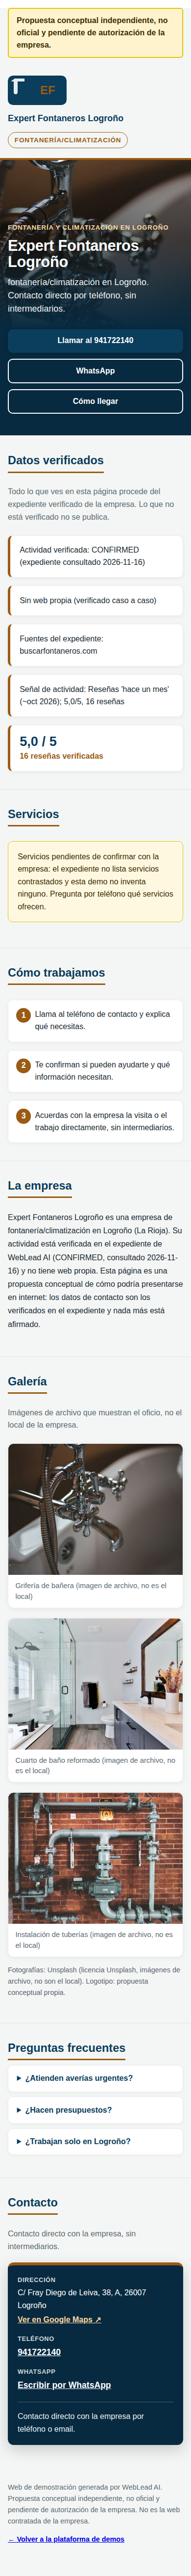 Propuesta conceptual independiente, no
oficial y pendiente de autorización de la
empresa.
EF
Expert Fontaneros Logroño
FONTANERÍA/CLIMATIZACIÓN
FONTANERÍA Y CLIMATIZACIÓN EN LOGROÑO
Expert Fontaneros
Logroño
fontanería/climatización en Logroño.
Contacto directo por teléfono, sin
intermediarios.
Llamar al 941722140
WhatsApp
Cómo llegar
Datos verificados
Todo lo que ves en esta página procede del
expediente verificado de la empresa. Lo que no
está verificado no se publica.
Actividad verificada: CONFIRMED
(expediente consultado 2026-11-16)
Sin web propia (verificado caso a caso)
Fuentes del expediente:
buscarfontaneros.com
Señal de actividad: Reseñas 'hace un mes'
(~oct 2026); 5,0/5, 16 reseñas
5,0 / 5
16 reseñas verificadas
Servicios
Servicios pendientes de confirmar con la
empresa: el expediente no lista servicios
contrastados y esta demo no inventa
ninguno. Pregunta por teléfono qué servicios
ofrecen.
Cómo trabajamos
1 Llama al teléfono de contacto y explica
qué necesitas.
2 Te confirman si pueden ayudarte y qué
información necesitan.
3 Acuerdas con la empresa la visita o el
trabajo directamente, sin intermediarios.
La empresa
Expert Fontaneros Logroño es una empresa de
fontanería/climatización en Logroño (La Rioja). Su
actividad está verificada en el expediente de
WebLead AI (CONFIRMED, consultado 2026-11-
16) y no tiene web propia. Esta página es una
propuesta conceptual de cómo podría presentarse
en internet: los datos de contacto son los
verificados en el expediente y nada más está
afirmado.
Galería
Imágenes de archivo que muestran el oficio, no el
local de la empresa.
Grifería de bañera (imagen de archivo, no es el
local)
Cuarto de baño reformado (imagen de archivo, no
es el local)
Instalación de tuberías (imagen de archivo, no es
el local)
Fotografías: Unsplash (licencia Unsplash, imágenes de
archivo, no son el local). Logotipo: propuesta
conceptual propia.
Preguntas frecuentes
¿Atienden averías urgentes?
¿Hacen presupuestos?
¿Trabajan solo en Logroño?
Contacto
Contacto directo con la empresa, sin
intermediarios.
DIRECCIÓN
C/ Fray Diego de Leiva, 38, A, 26007
Logroño
Ver en Google Maps ↗
TELÉFONO
941722140
WHATSAPP
Escribir por WhatsApp
Contacto directo con la empresa por
teléfono o email.
Web de demostración generada por WebLead AI.
Propuesta conceptual independiente, no oficial y
pendiente de autorización de la empresa. No es la web
contratada de la empresa.
← Volver a la plataforma de demos